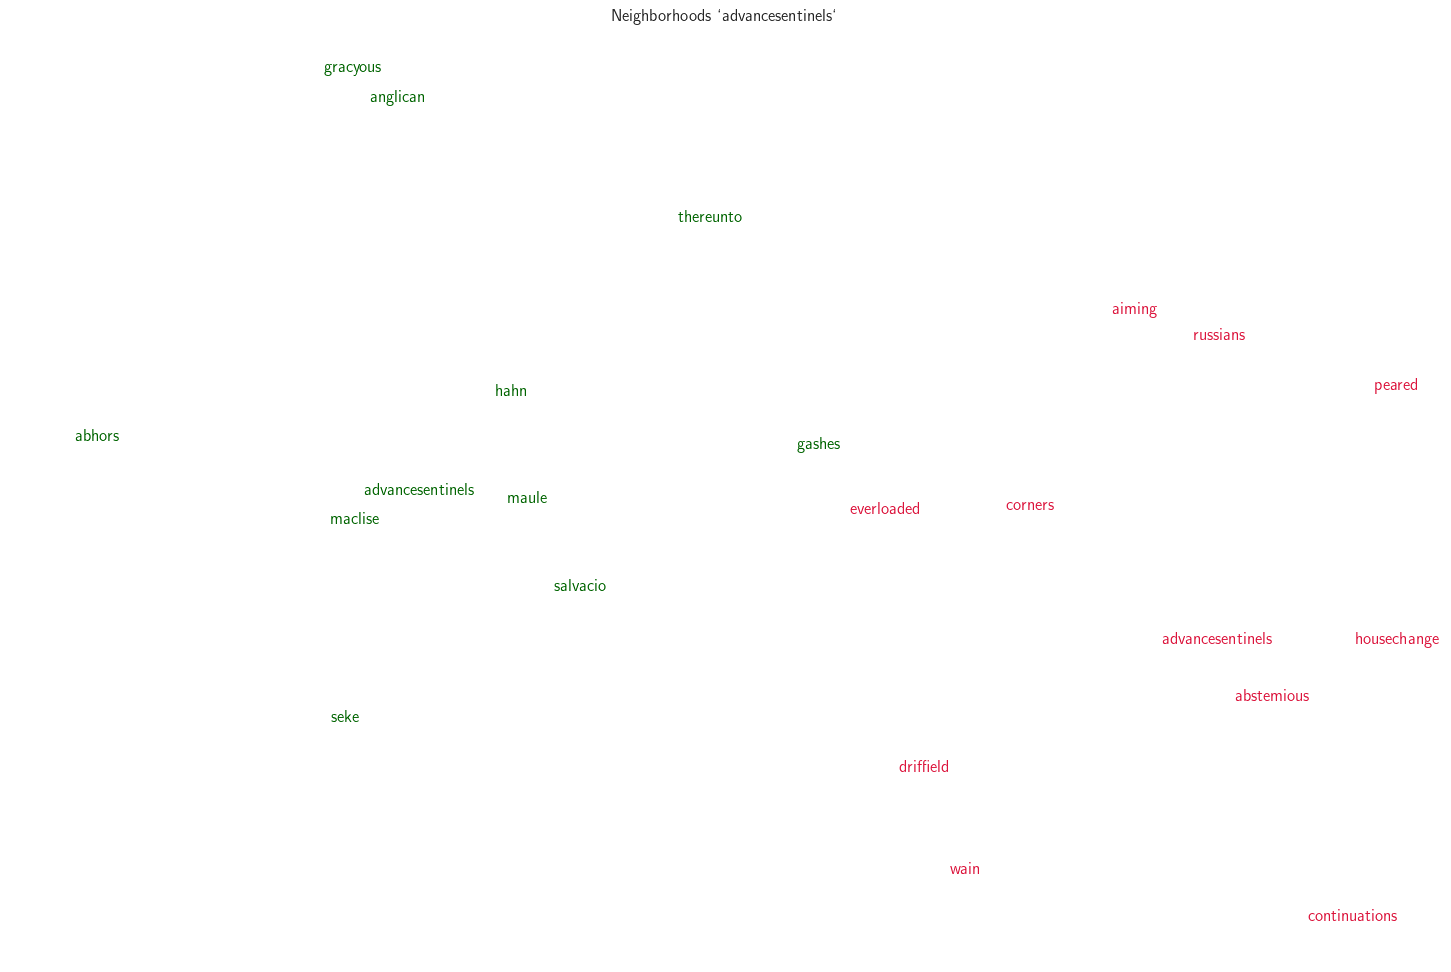 Neighborhoods ‘advancesentinels‘
gracyous
anglican
thereunto
aiming
russians
peared
hahn
abhors
gashes
advancesentinels
maule
everloaded
corners
maclise
salvacio
advancesentinels
housechange
abstemious
seke
driffield
wain
continuations